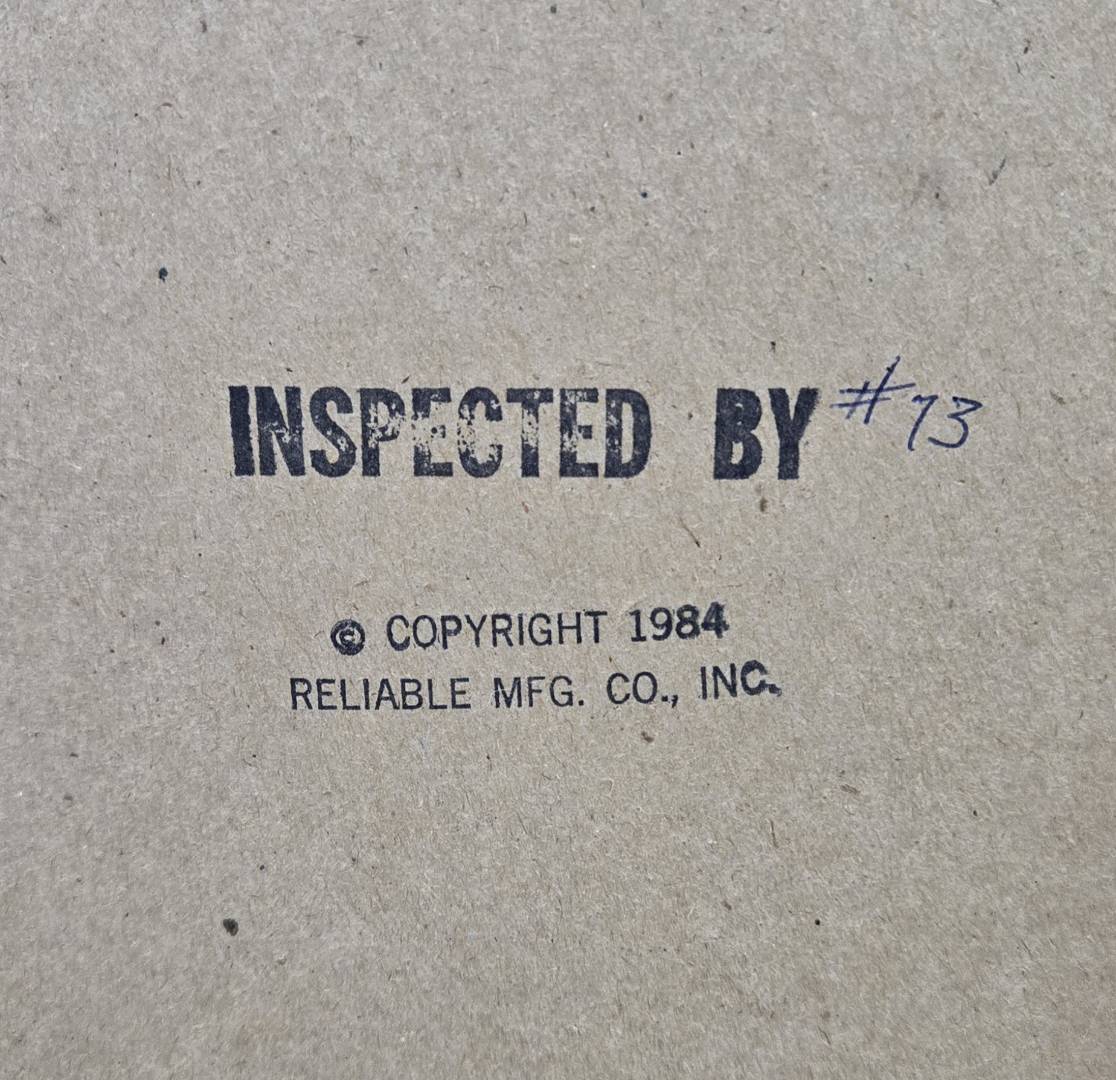 INSPECTED BY #73
© COPYRIGHT 1984
RELIABLE MFG. CO., INC.